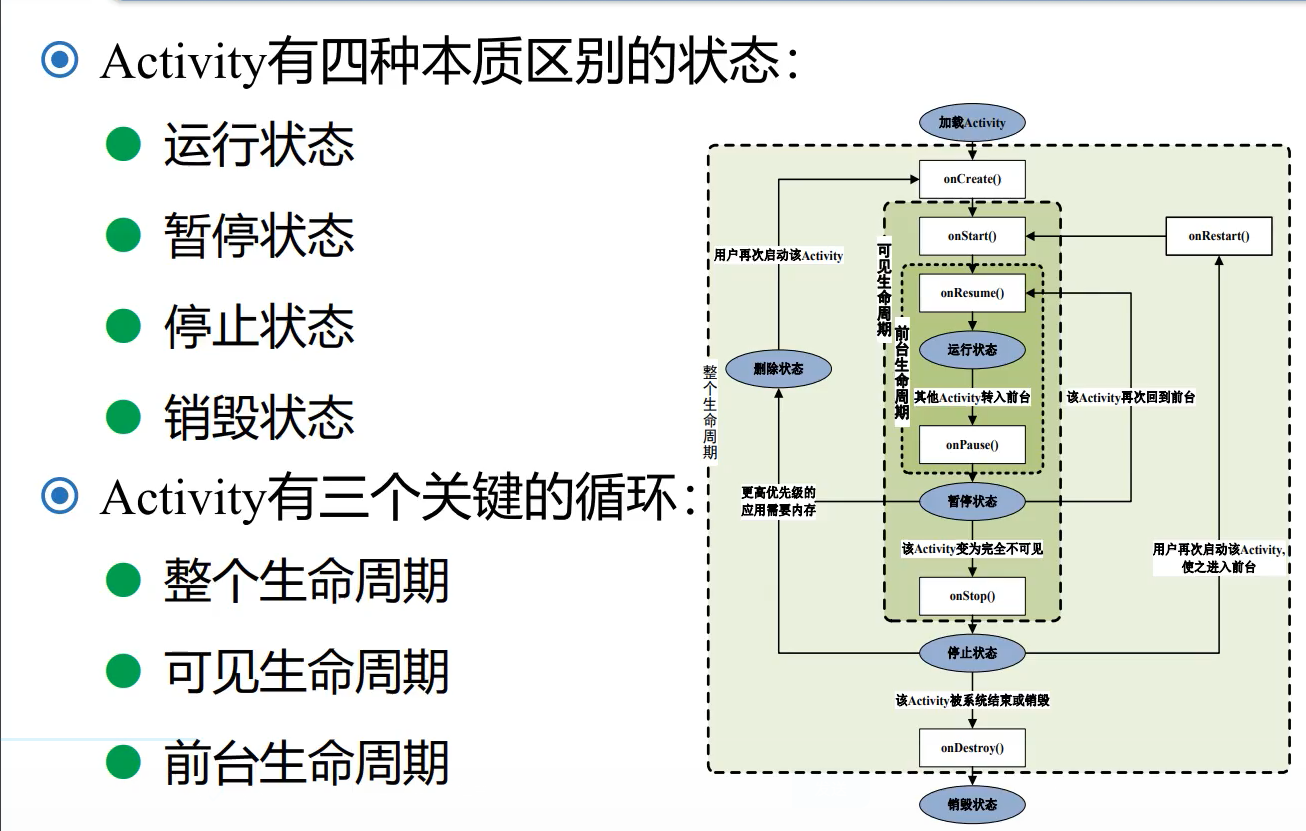 Activity有四种本质区别的状态：
运行状态
暂停状态
停止状态
销毁状态
Activity有三个关键的循环：
整个生命周期
可见生命周期
前台生命周期
加载Activity
onCreate()
onStart()
onRestart()
用户再次启动该Activity
可见生命周期
onResume()
前台生命周期
运行状态
删除状态
整个生命周期
其他Activity转入前台
该Activity再次回到前台
onPause()
更高优先级的
应用需要内存
暂停状态
该Activity变为完全不可见
用户再次启动该Activity,
使之进入前台
onStop()
停止状态
该Activity被系统结束或销毁
onDestroy()
销毁状态